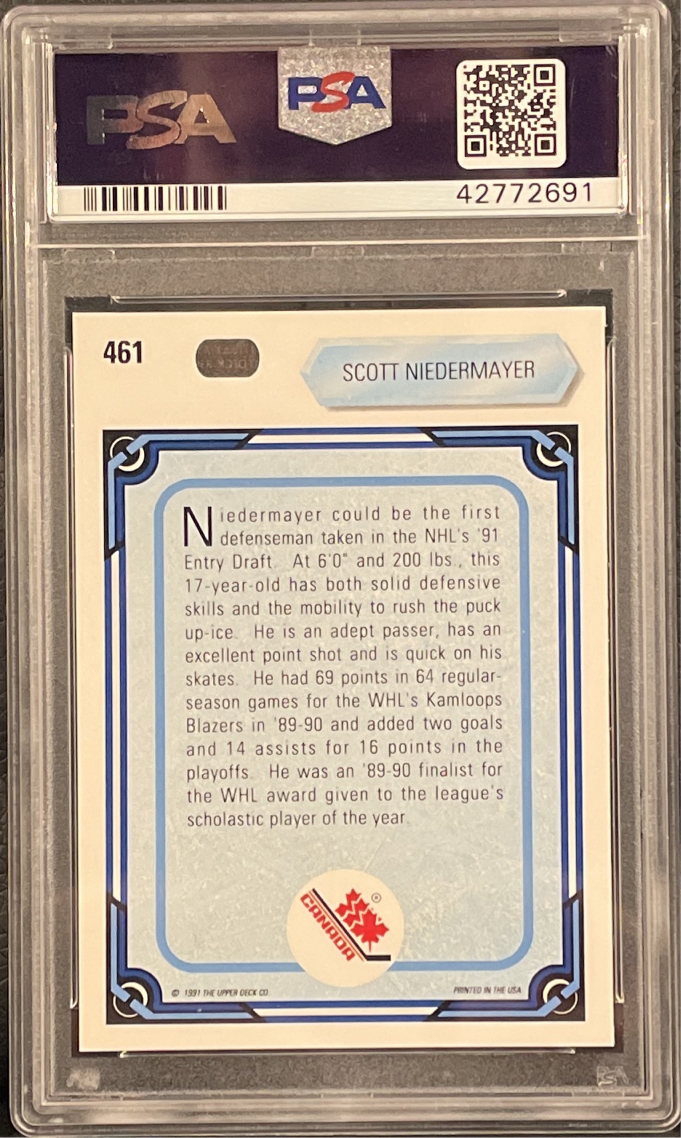 PSA
PSA
42772691
461
SCOTT NIEDERMAYER
Niedermayer could be the first
defenseman taken in the NHL's '91
Entry Draft. At 6'0" and 200 lbs., this
17-year-old has both solid defensive
skills and the mobility to rush the puck
up-ice. He is an adept passer, has an
excellent point shot and is quick on his
skates. He had 69 points in 64 regular-
season games for the WHL's Kamloops
Blazers in '89-90 and added two goals
and 14 assists for 16 points in the
playoffs. He was an '89-90 finalist for
the WHL award given to the league's
scholastic player of the year.
CANADA
®
© 1991 THE UPPER DECK CO.
PRINTED IN THE USA
PSA